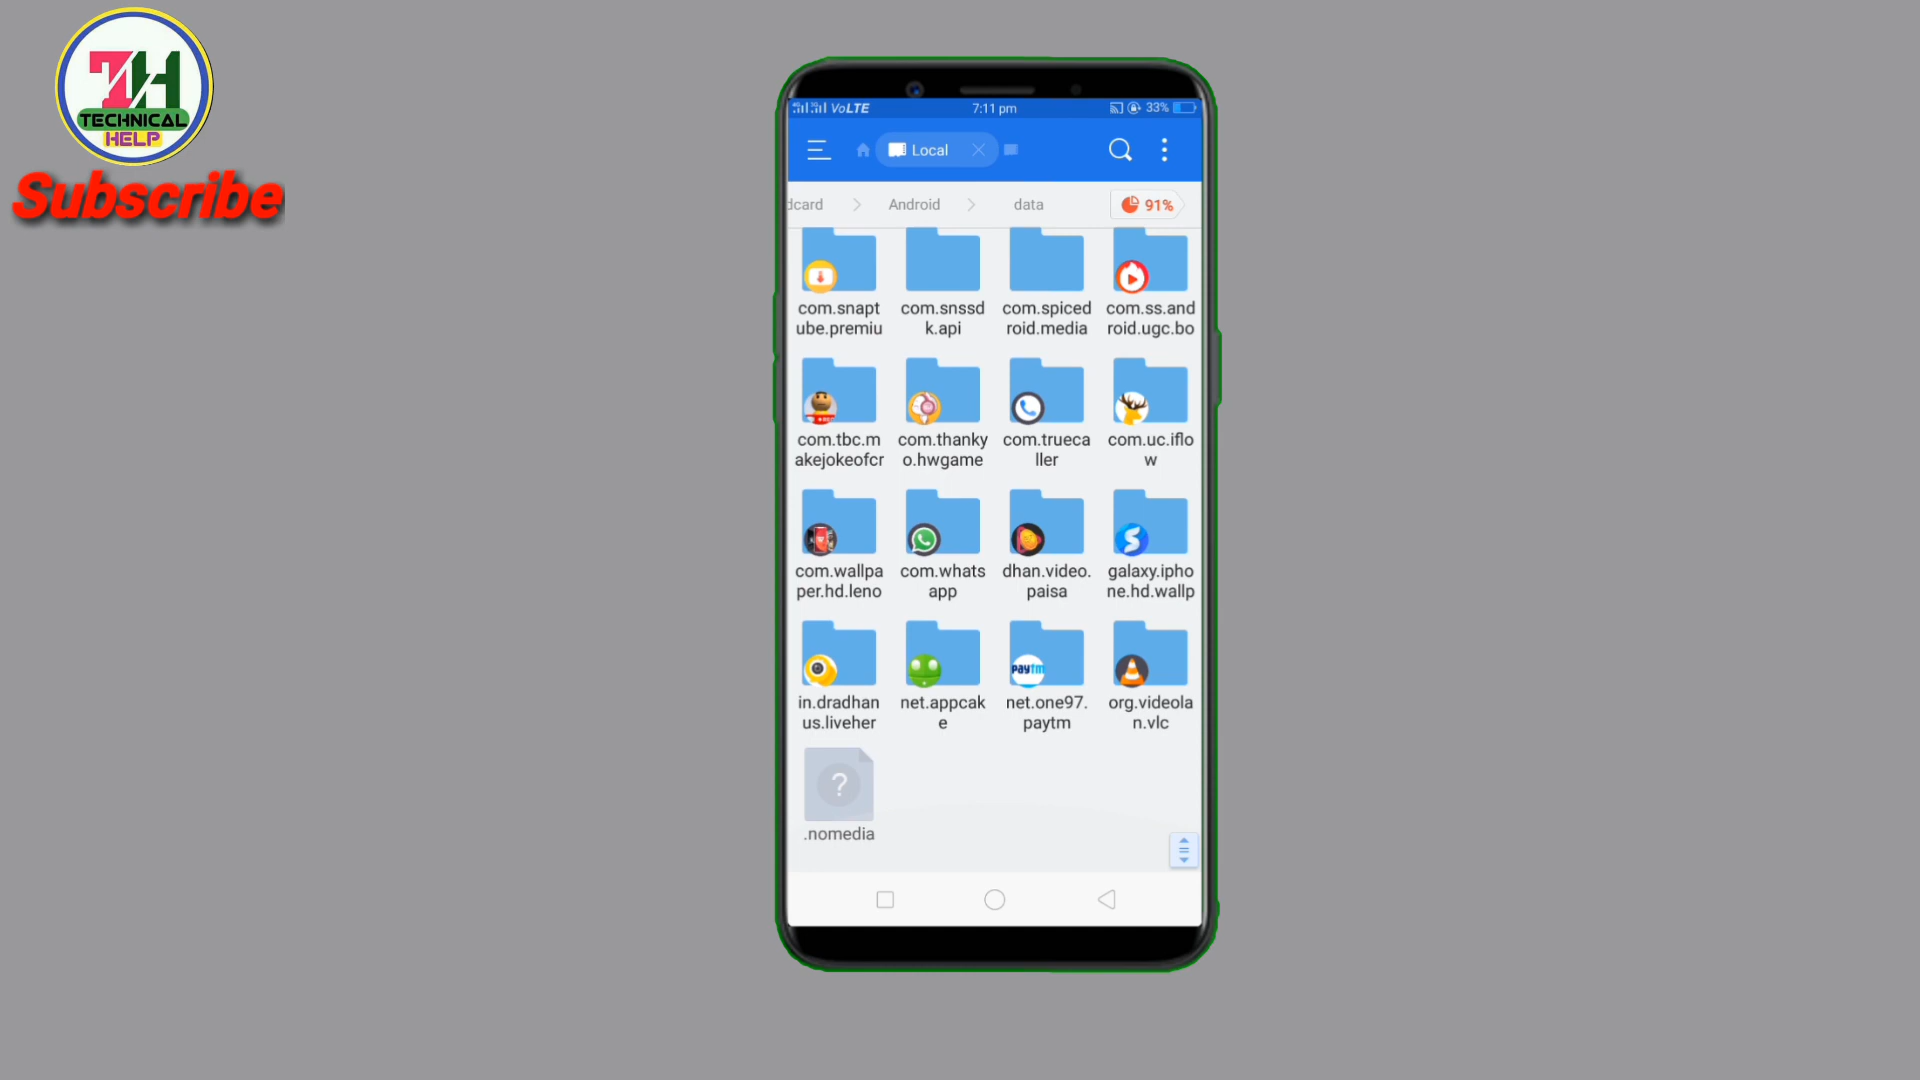 TH
TECHNICAL
HELP
Subscribe
VoLTE 7:11 pm 33%
Local
dcard Android data 91%
com.snapt
ube.premiu
com.snssd
k.api
com.spiced
roid.media
com.ss.and
roid.ugc.bo
com.tbc.m
akejokeofcr
com.thanky
o.hwgame
com.trueca
ller
com.uc.iflo
w
com.wallpa
per.hd.leno
com.whats
app
dhan.video.
paisa
galaxy.ipho
ne.hd.wallp
in.dradhan
us.liveher
net.appcak
e
paytm
net.one97.
paytm
org.videola
n.vlc
?
.nomedia